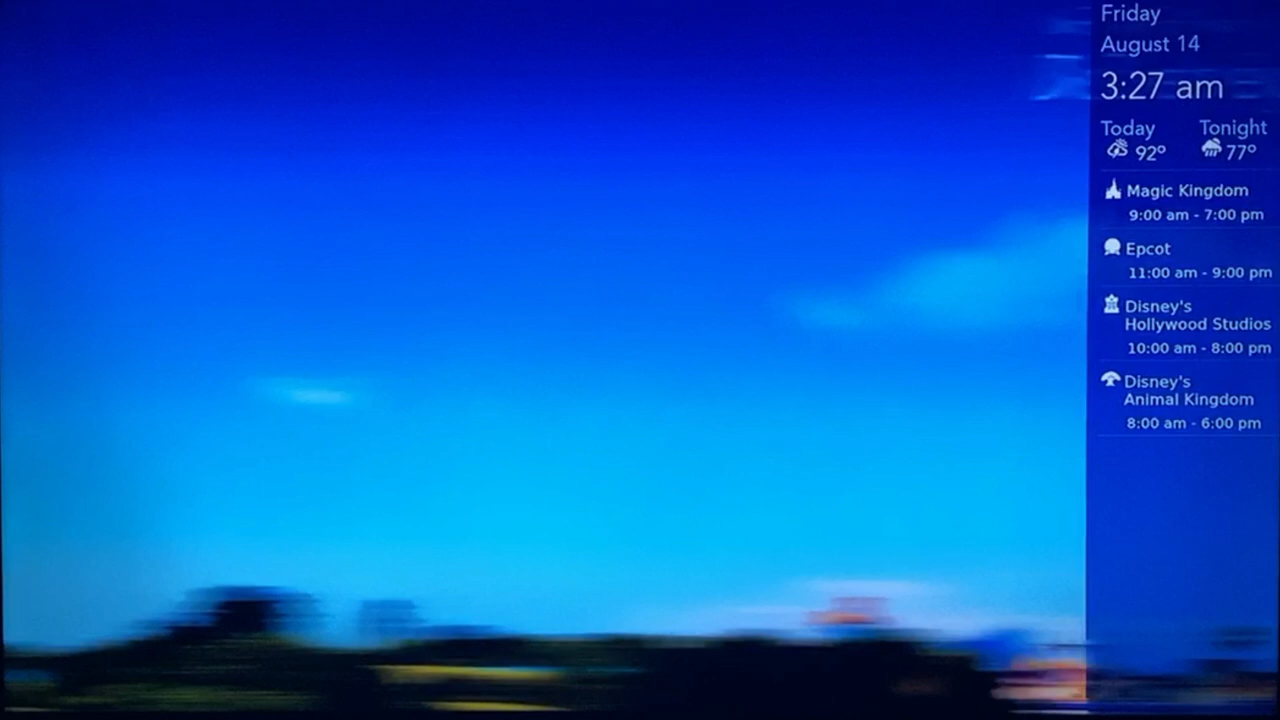 Friday
August 14
3:27 am
Today Tonight
92° 77°
Magic Kingdom
9:00 am - 7:00 pm
Epcot
11:00 am - 9:00 pm
Disney's
Hollywood Studios
10:00 am - 8:00 pm
Disney's
Animal Kingdom
8:00 am - 6:00 pm